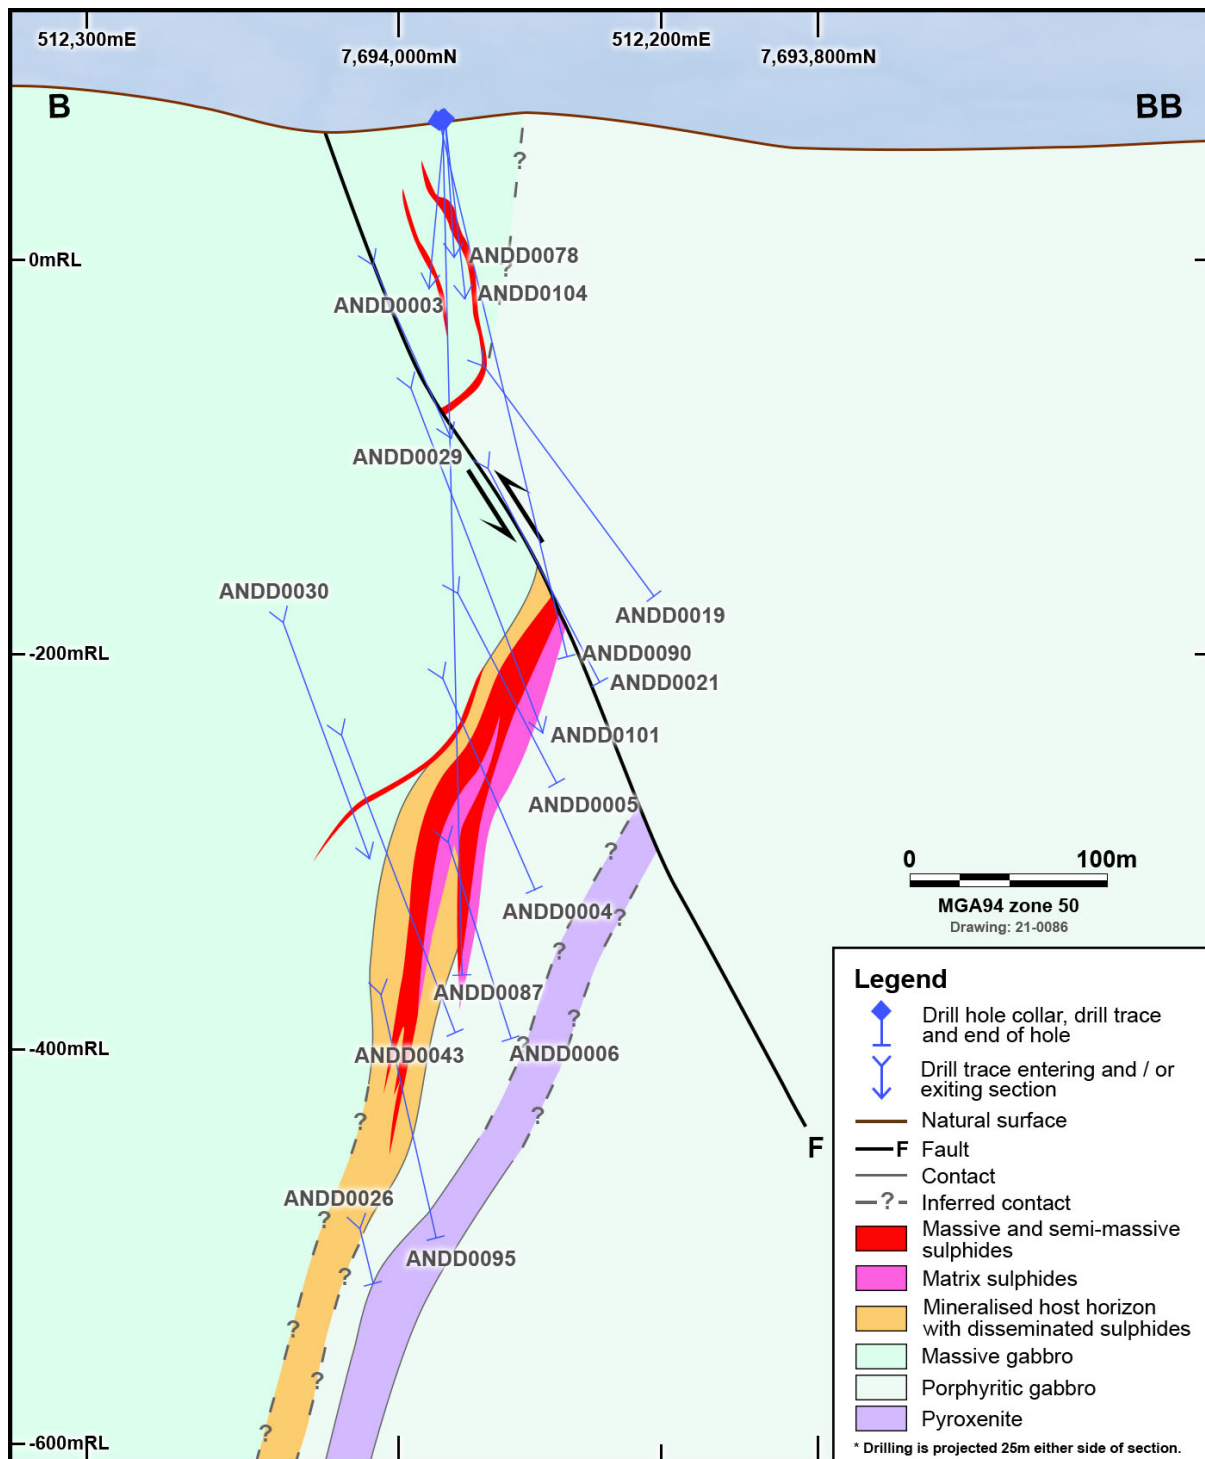 512,300mE
512,200mE
7,694,000mN
7,693,800mN
B
BB
?
0mRL
ANDD0078
?
ANDD0104
ANDD0003
ANDD0029
ANDD0030
ANDD0019
-200mRL
ANDD0090
ANDD0021
ANDD0101
ANDD0005
?
0 100m
MGA94 zone 50
Drawing: 21-0086
ANDD0004
?
?
ANDD0087
?
-400mRL
?
ANDD0043
ANDD0006
?
?
F
ANDD0026
?
ANDD0095
?
?
?
?
-600mRL
Legend
Drill hole collar, drill trace
and end of hole
Drill trace entering and / or
exiting section
Natural surface
F Fault
Contact
? Inferred contact
Massive and semi-massive
sulphides
Matrix sulphides
Mineralised host horizon
with disseminated sulphides
Massive gabbro
Porphyritic gabbro
Pyroxenite
* Drilling is projected 25m either side of section.